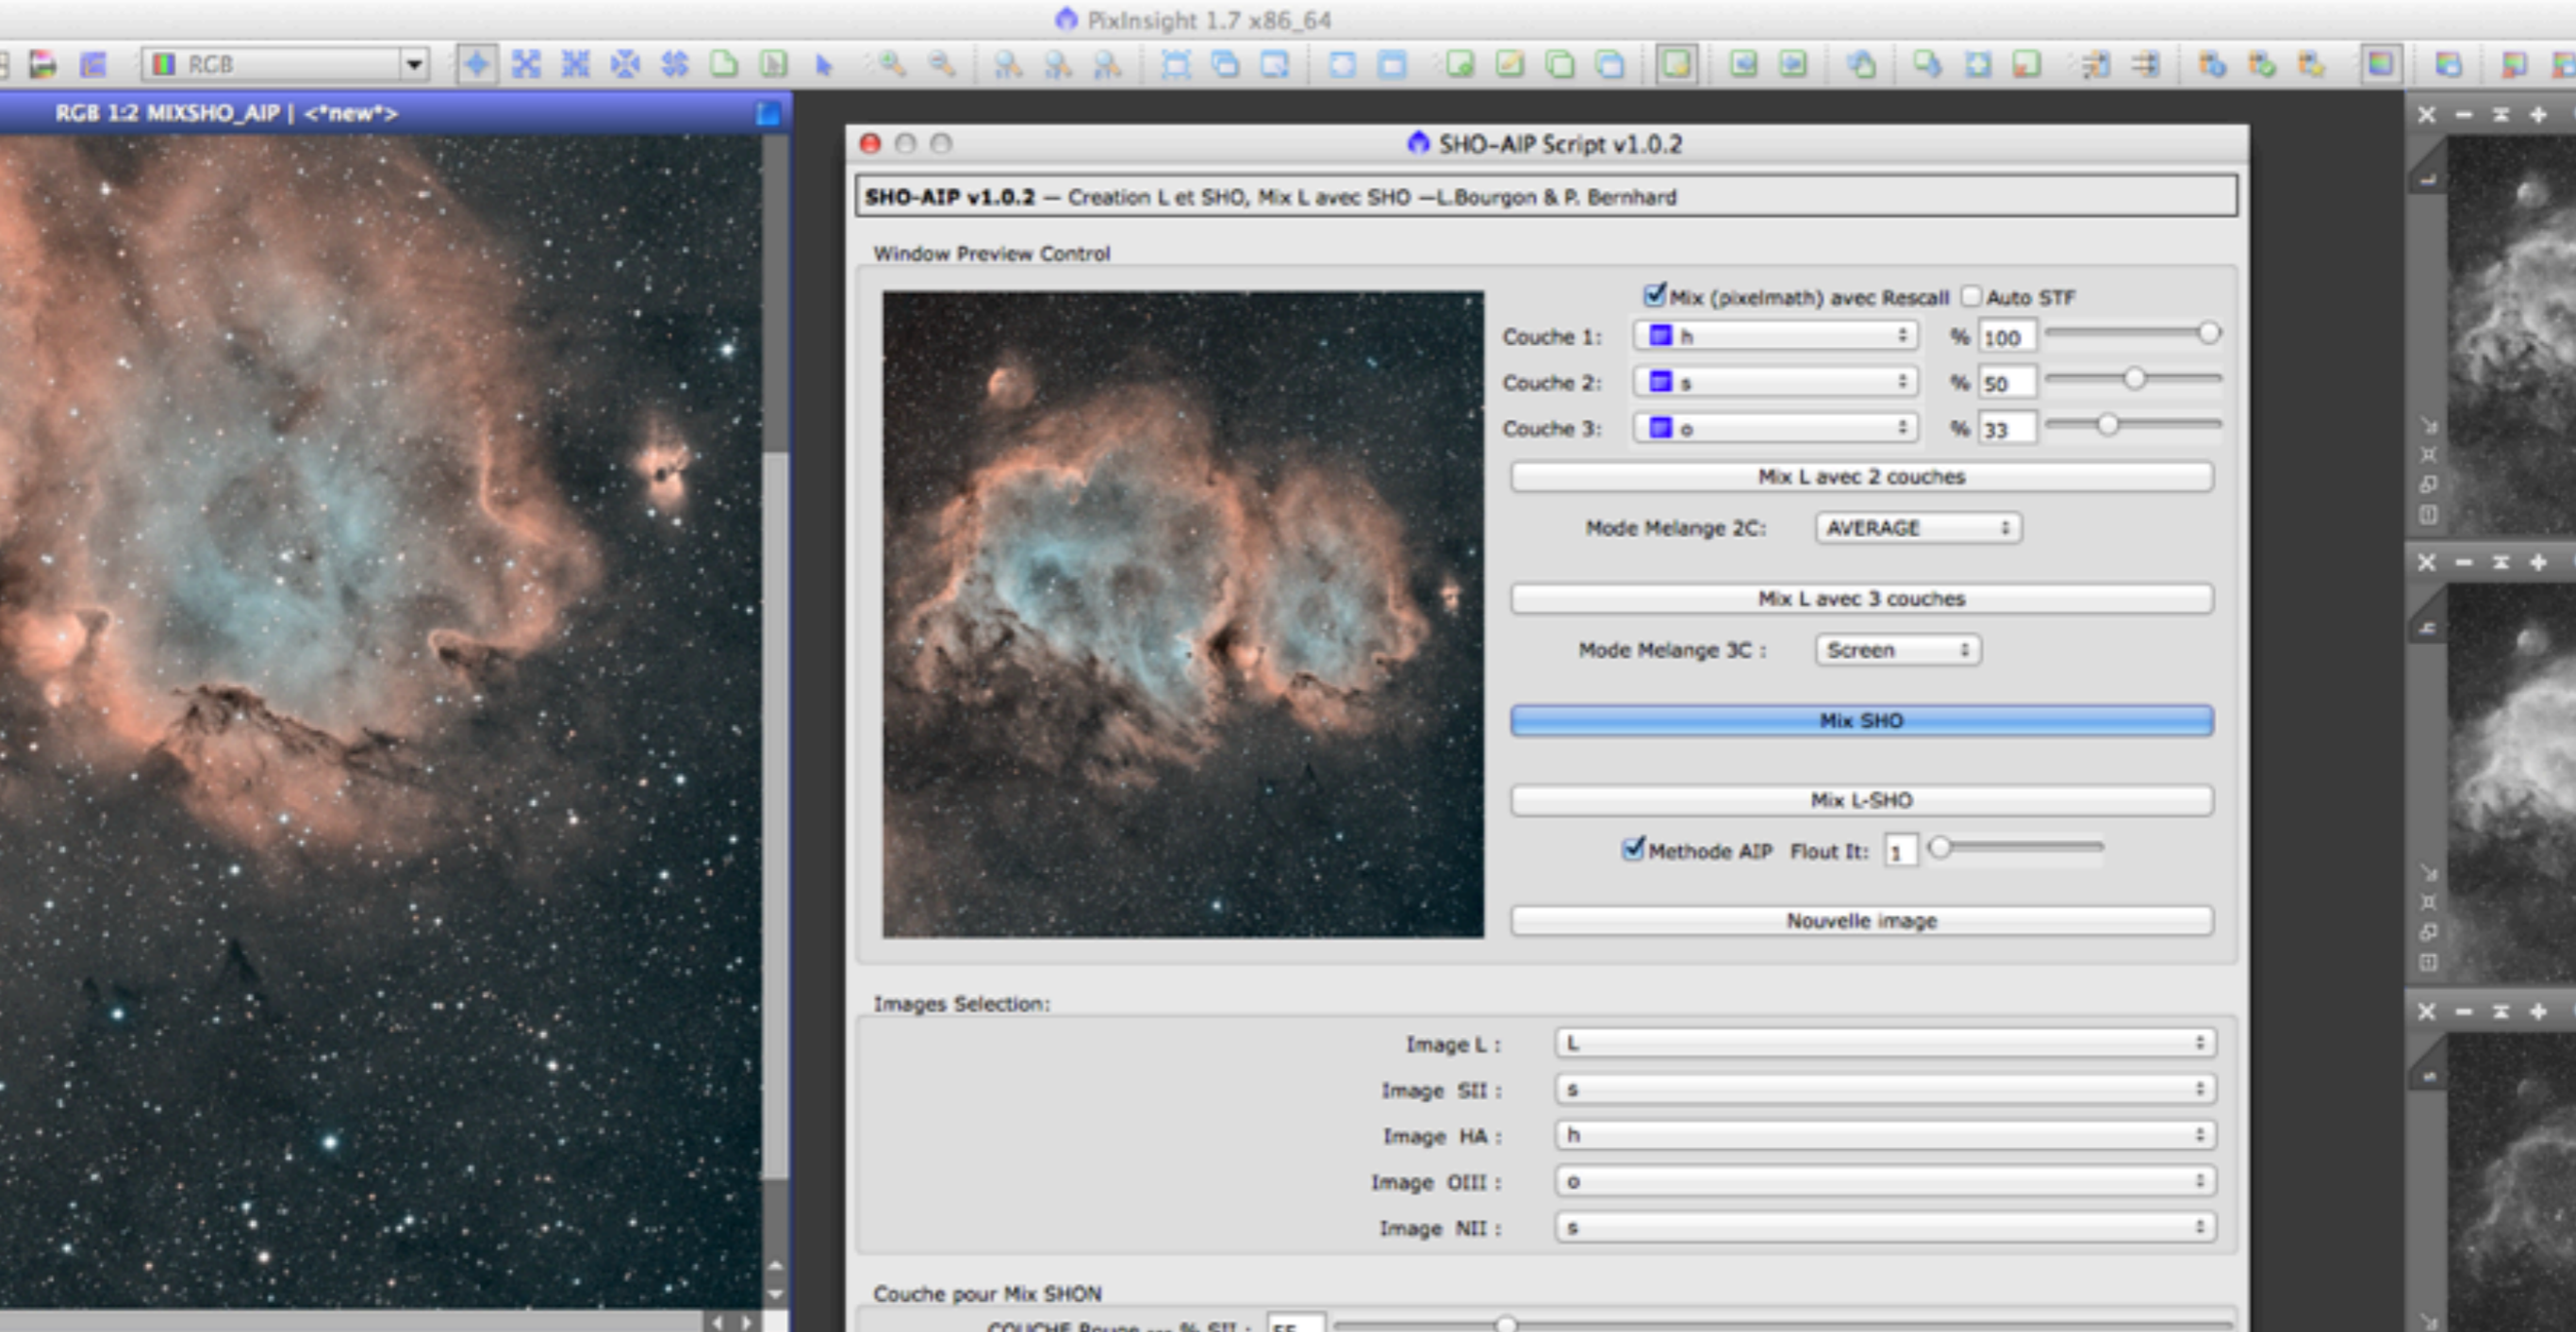 PixInsight 1.7 x86_64
RGB
RGB 1:2 MIXSHO_AIP | <*new*>
SHO-AIP Script v1.0.2
SHO-AIP v1.0.2 — Creation L et SHO, Mix L avec SHO —L.Bourgon & P. Bernhard
Window Preview Control
Mix (pixelmath) avec Rescall Auto STF
Couche 1: h % 100
Couche 2: s % 50
Couche 3: o % 33
Mix L avec 2 couches
Mode Melange 2C: AVERAGE
Mix L avec 3 couches
Mode Melange 3C : Screen
Mix SHO
Mix L-SHO
Methode AIP Flout It: 1
Nouvelle image
Images Selection:
Image L : L
Image SII : s
Image HA : h
Image OIII : o
Image NII : s
Couche pour Mix SHON
COUCHE Rouge --- % SII : 55
L
h
s